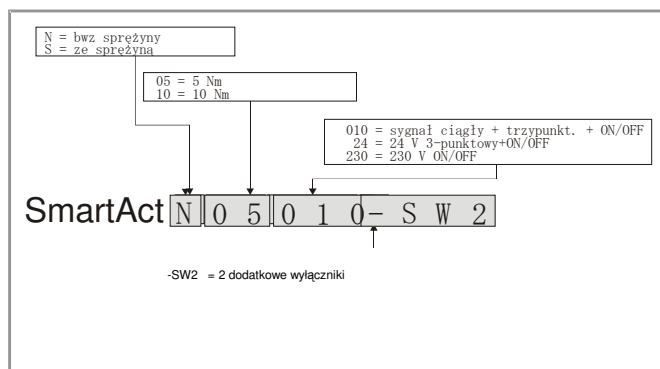 N = bwz sprężyny
S = ze sprężyną
05 = 5 Nm
10 = 10 Nm
010 = sygnał ciągły + trzypunkt. + ON/OFF
24 = 24 V 3-punktowy+ON/OFF
230 = 230 V ON/OFF
SmartAct N 0 5 0 1 0 - S W 2
-SW2 = 2 dodatkowe wyłączniki